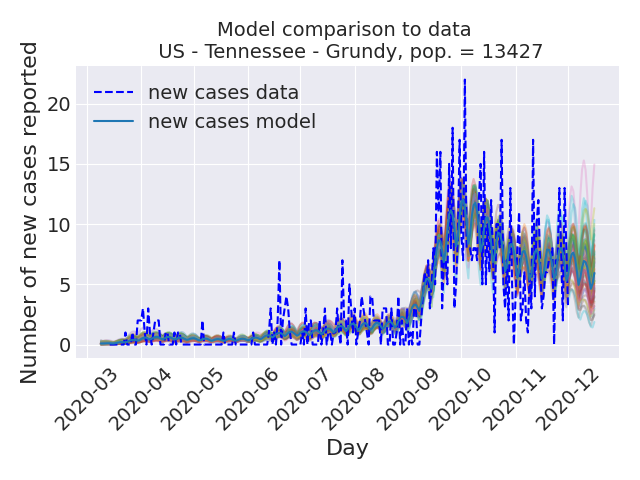 Model comparison to data
US - Tennessee - Grundy, pop. = 13427
Number of new cases reported
20
15
10
5
0
new cases data
new cases model
2020-03
2020-04
2020-05
2020-06
2020-07
2020-08
2020-09
2020-10
2020-11
2020-12
Day